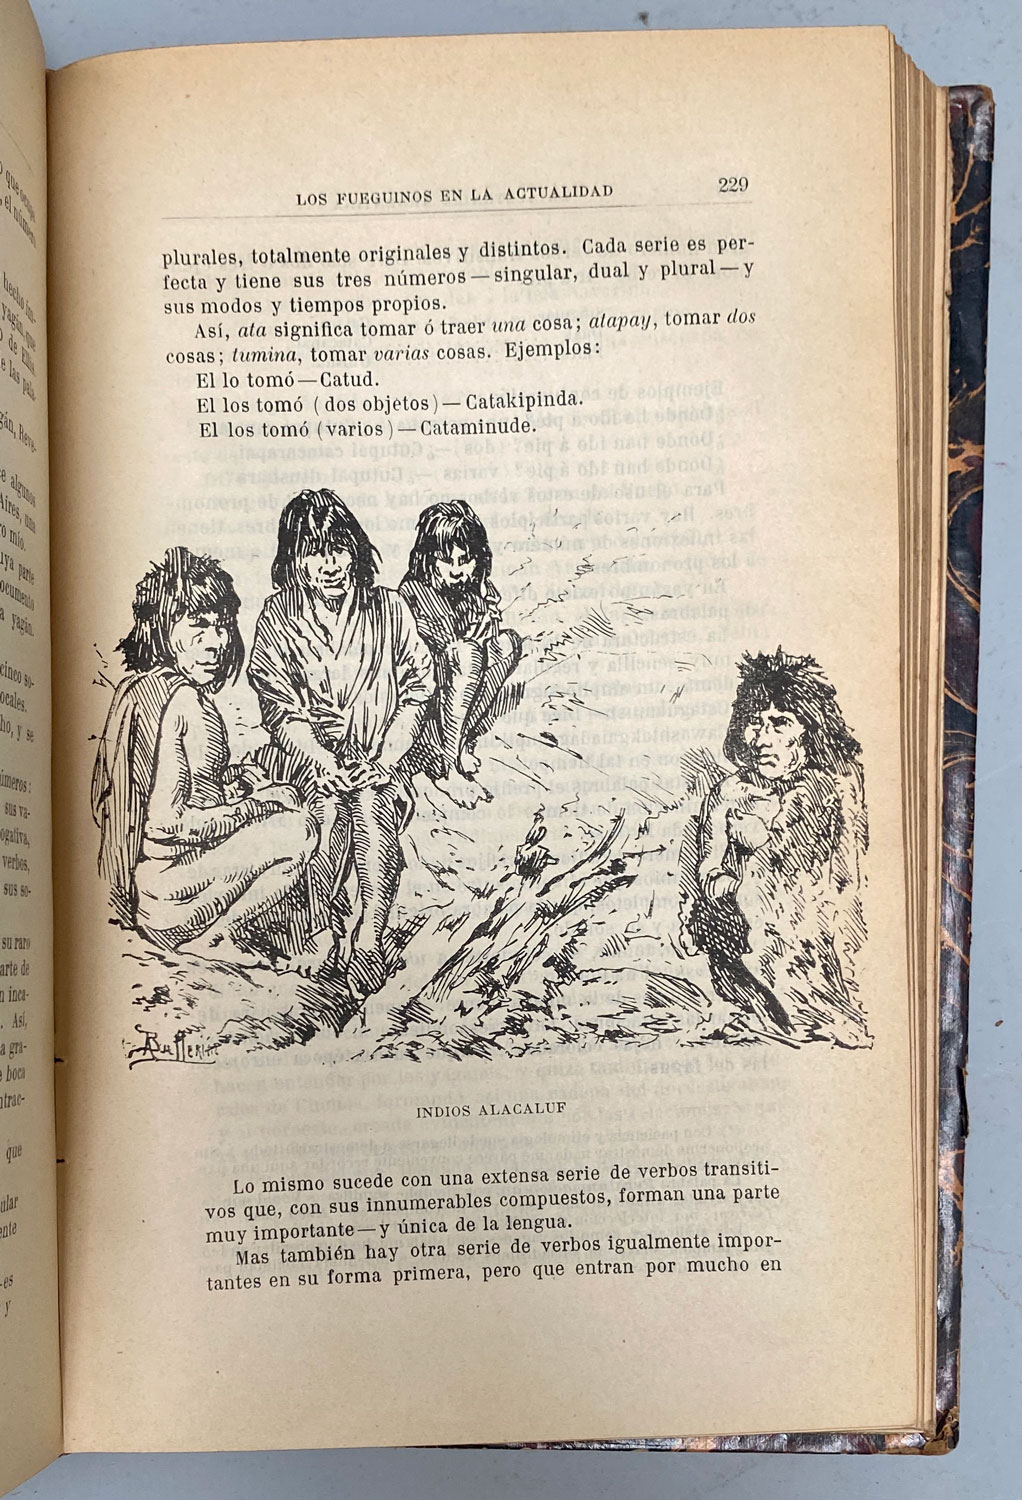 LOS FUEGUINOS EN LA ACTUALIDAD 229
plurales, totalmente originales y distintos. Cada serie es per-
fecta y tiene sus tres números—singular, dual y plural—y
sus modos y tiempos propios.
Así, ata significa tomar ó traer una cosa; atapay, tomar dos
cosas; tumina, tomar varias cosas. Ejemplos:
El lo tomó—Catud.
El los tomó (dos objetos)—Catakipinda.
El los tomó (varios)—Cataminude.
INDIOS ALACALUF
Lo mismo sucede con una extensa serie de verbos transiti-
vos que, con sus innumerables compuestos, forman una parte
muy importante—y única de la lengua.
Mas también hay otra serie de verbos igualmente impor-
tantes en su forma primera, pero que entran por mucho en